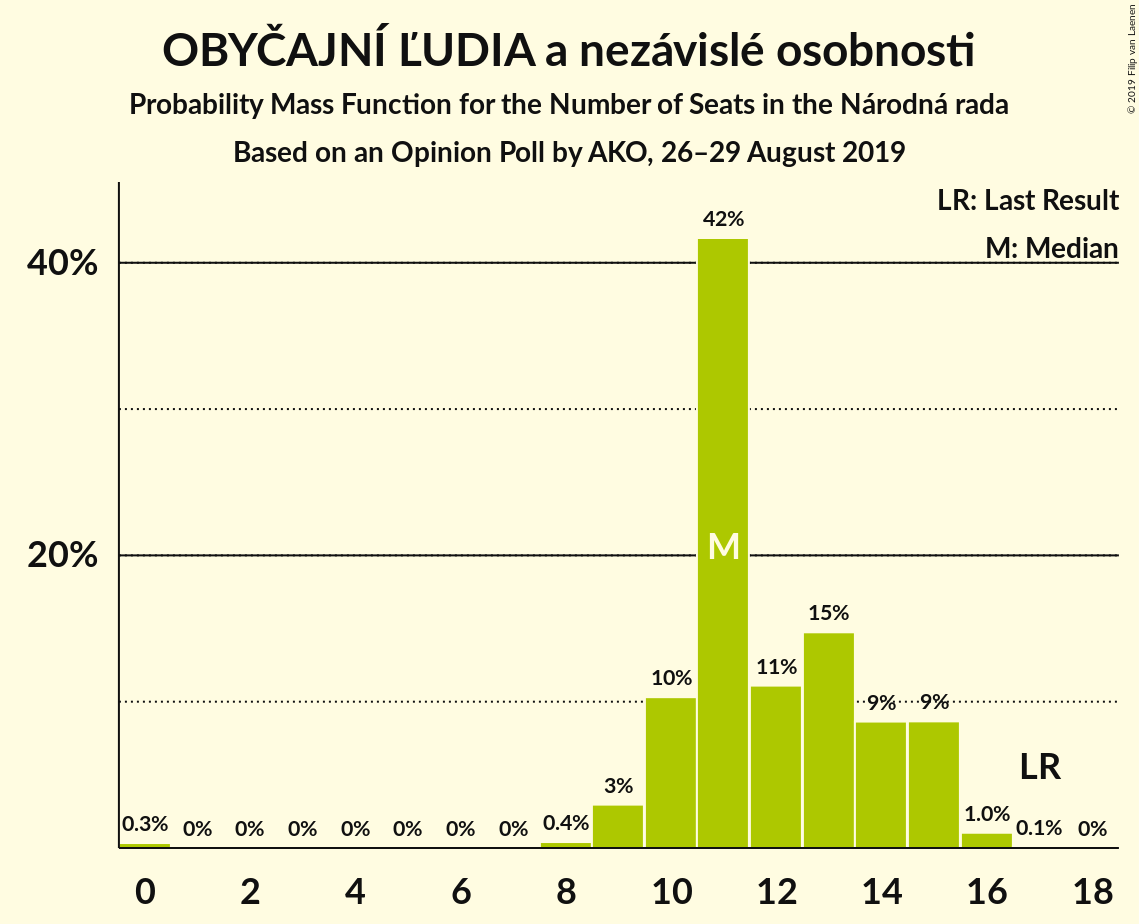 OBYČAJNÍ ĽUDIA a nezávislé osobnosti
Probability Mass Function for the Number of Seats in the Národná rada
Based on an Opinion Poll by AKO, 26–29 August 2019
© 2019 Filip van Laenen
LR: Last Result
M: Median
40%
20%
0.3%
0%
0%
0%
0%
0%
0%
0%
0.4%
3%
10%
42%
11%
15%
9%
9%
1.0%
0.1%
0%
M
LR
0 2 4 6 8 10 12 14 16 18